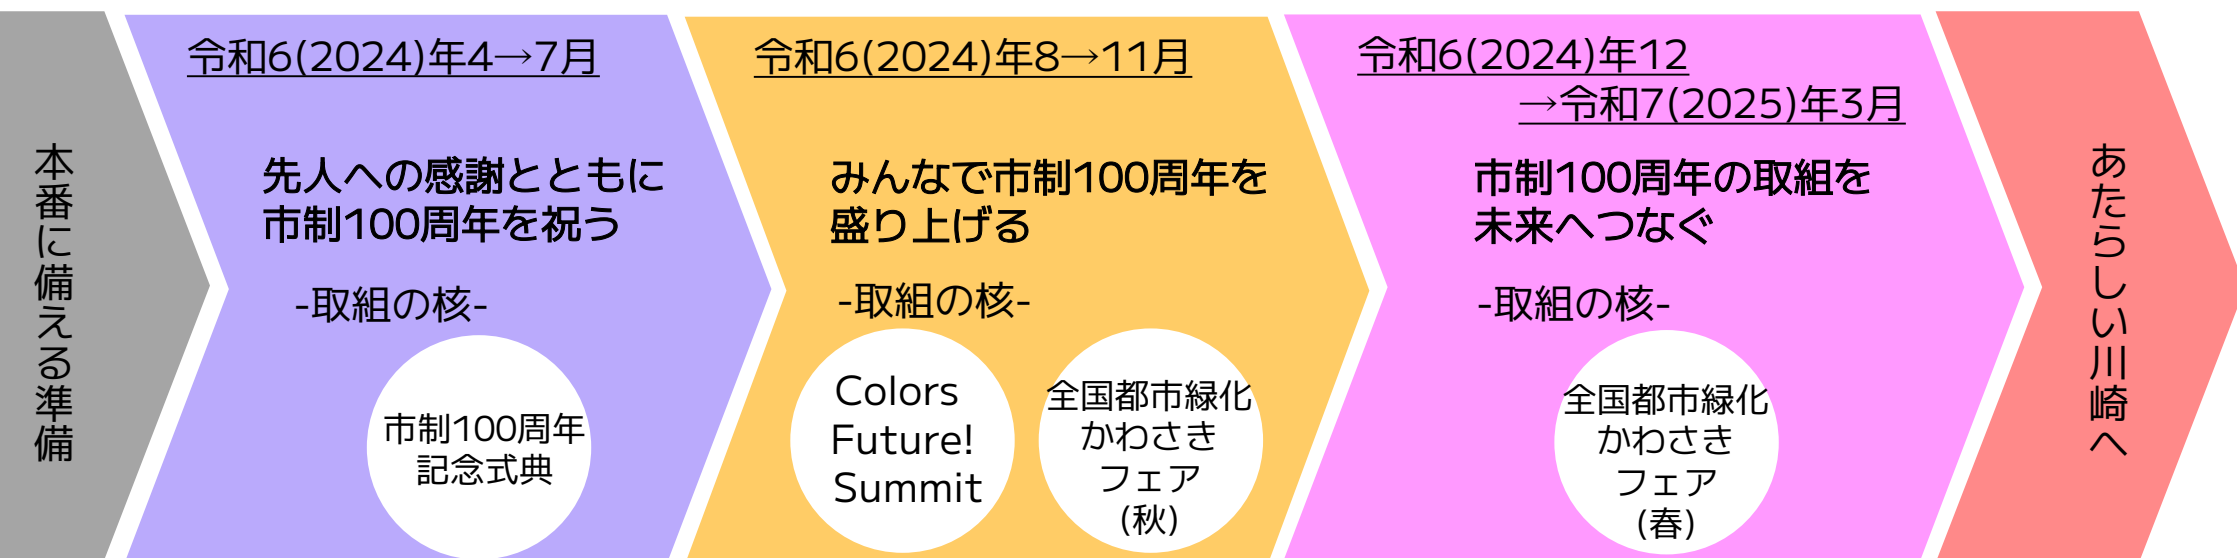 本番に備える準備
令和6(2024)年4→7月
先人への感謝とともに
市制100周年を祝う
-取組の核-
市制100周年
記念式典
令和6(2024)年8→11月
みんなで市制100周年を
盛り上げる
-取組の核-
Colors
Future!
Summit
全国都市緑化
かわさき
フェア
(秋)
令和6(2024)年12
→令和7(2025)年3月
市制100周年の取組を
未来へつなぐ
-取組の核-
全国都市緑化
かわさき
フェア
(春)
あたらしい川崎へ